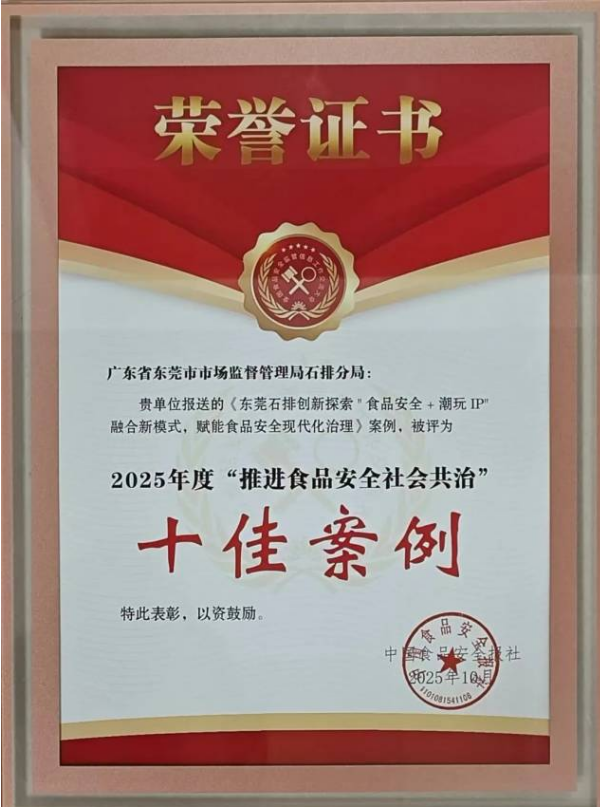 荣誉证书
广东省东莞市市场监督管理局石排分局：
贵单位报送的《东莞石排创新探索"食品安全+潮玩IP"
融合新模式，赋能食品安全现代化治理》案例，被评为
2025年度“推进食品安全社会共治”
十佳案例
特此表彰，以资鼓励。
中国食品安全报社
2025年10月
1101081541108